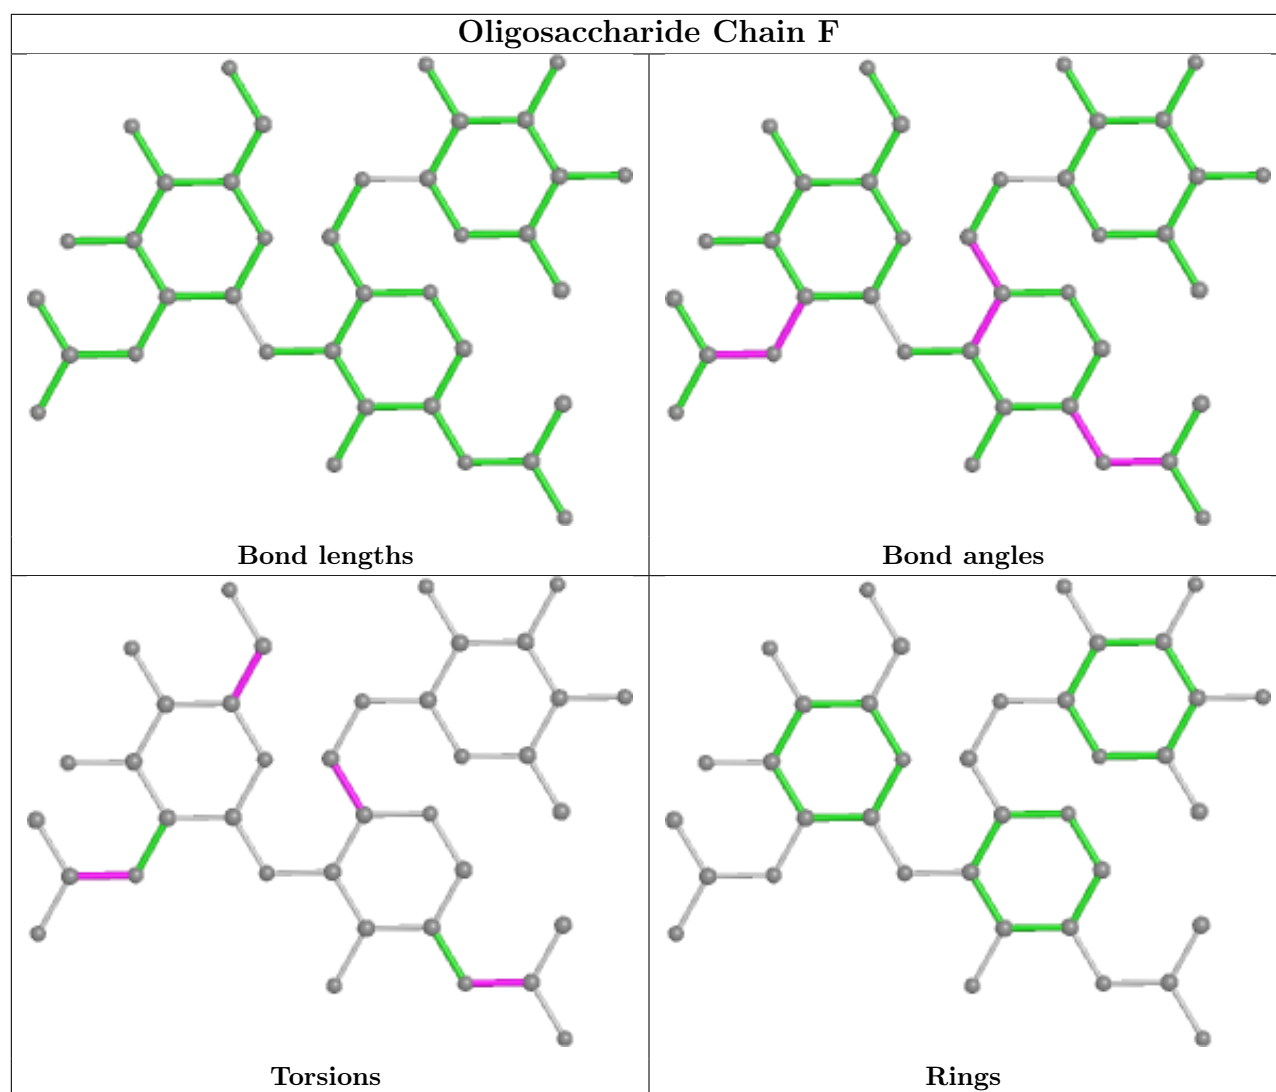 Oligosaccharide Chain F
Bond lengths
Bond angles
Torsions
Rings